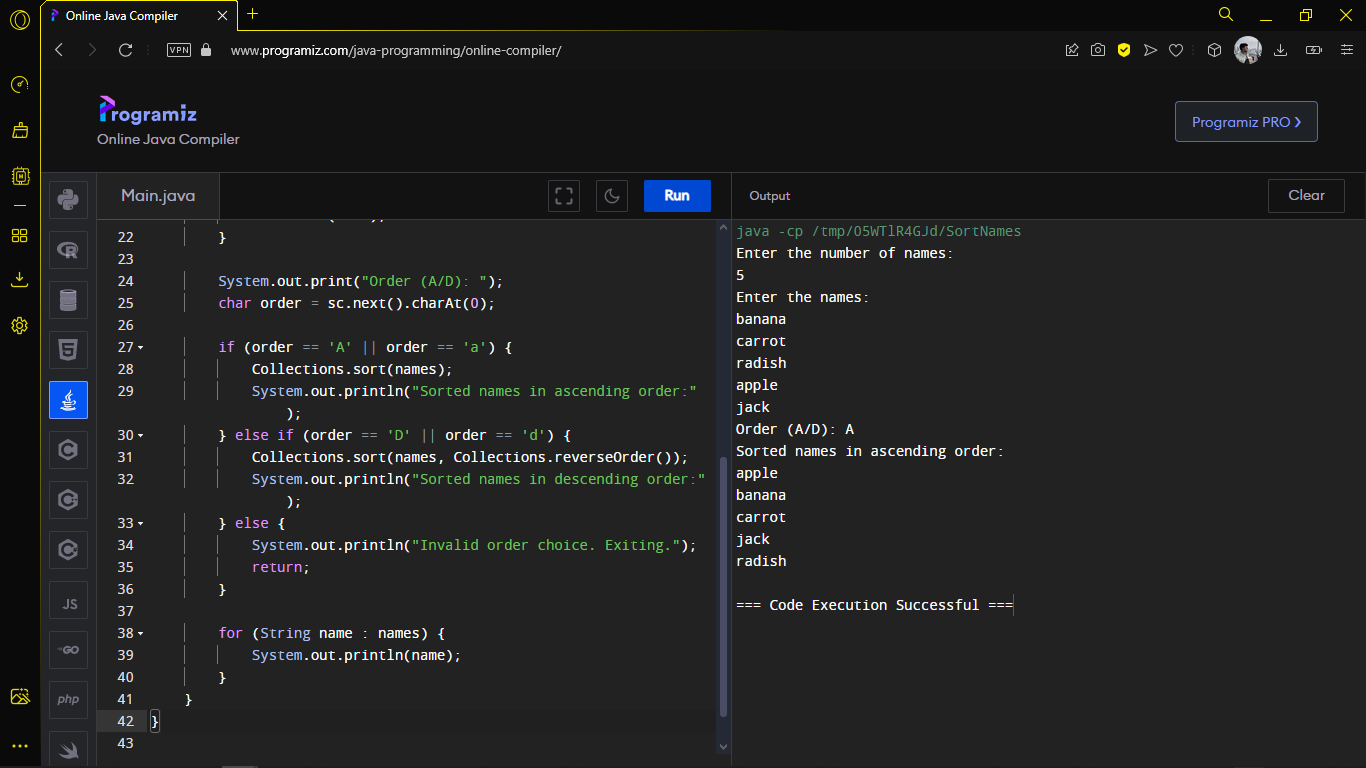 Online Java Compiler
VPN
www.programiz.com/java-programming/online-compiler/
Programiz
Online Java Compiler
Programiz PRO ❯
Main.java
Run
Output
Clear
22 }
23
24 System.out.print("Order (A/D): ");
25 char order = sc.next().charAt(0);
26
27 if (order == 'A' || order == 'a') {
28 Collections.sort(names);
29 System.out.println("Sorted names in ascending order:"
);
30 } else if (order == 'D' || order == 'd') {
31 Collections.sort(names, Collections.reverseOrder());
32 System.out.println("Sorted names in descending order:"
);
33 } else {
34 System.out.println("Invalid order choice. Exiting.");
35 return;
36 }
37
38 for (String name : names) {
39 System.out.println(name);
40 }
41 }
42 }
43
java -cp /tmp/O5WTlR4GJd/SortNames
Enter the number of names:
5
Enter the names:
banana
carrot
radish
apple
jack
Order (A/D): A
Sorted names in ascending order:
apple
banana
carrot
jack
radish
=== Code Execution Successful ===
R
5
C
C
C
JS
GO
php